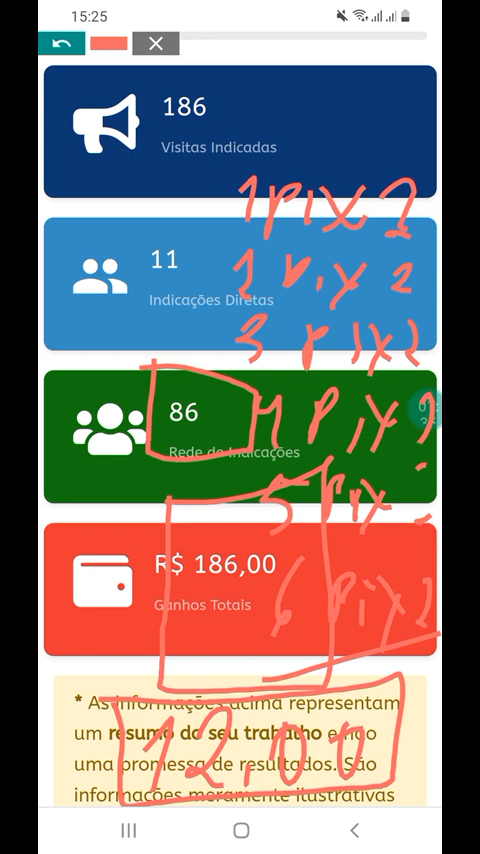 15:25
186
Visitas Indicadas
1 pix 2
11
Indicações Diretas
2 pix 2
3 pix 2
86
4 pix 2
Rede de Indicações
5 pix 2
R$ 186,00
Ganhos Totais
6 pix 2
* As informações acima representam
um resumo do seu trabalho e não
uma promessa de resultados. São
informações meramente ilustrativas
12,00